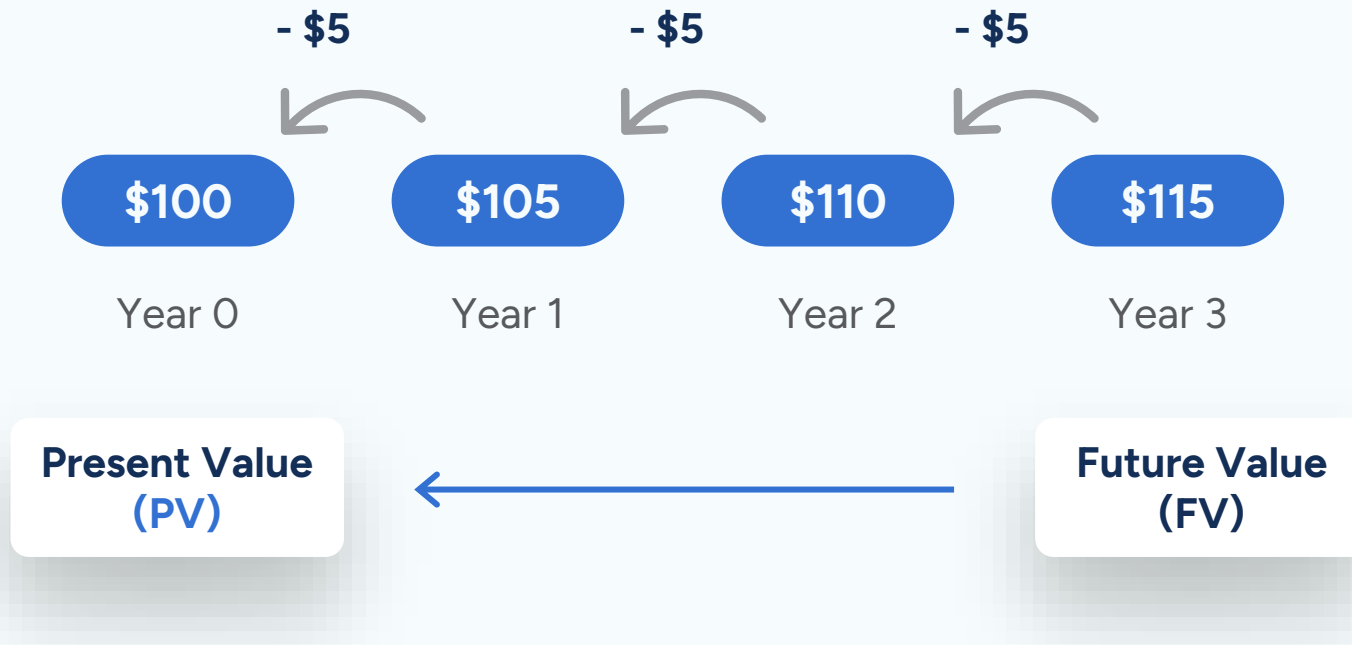 - $5 - $5 - $5
$100 $105 $110 $115
Year 0 Year 1 Year 2 Year 3
Present Value Future Value
(PV) (FV)